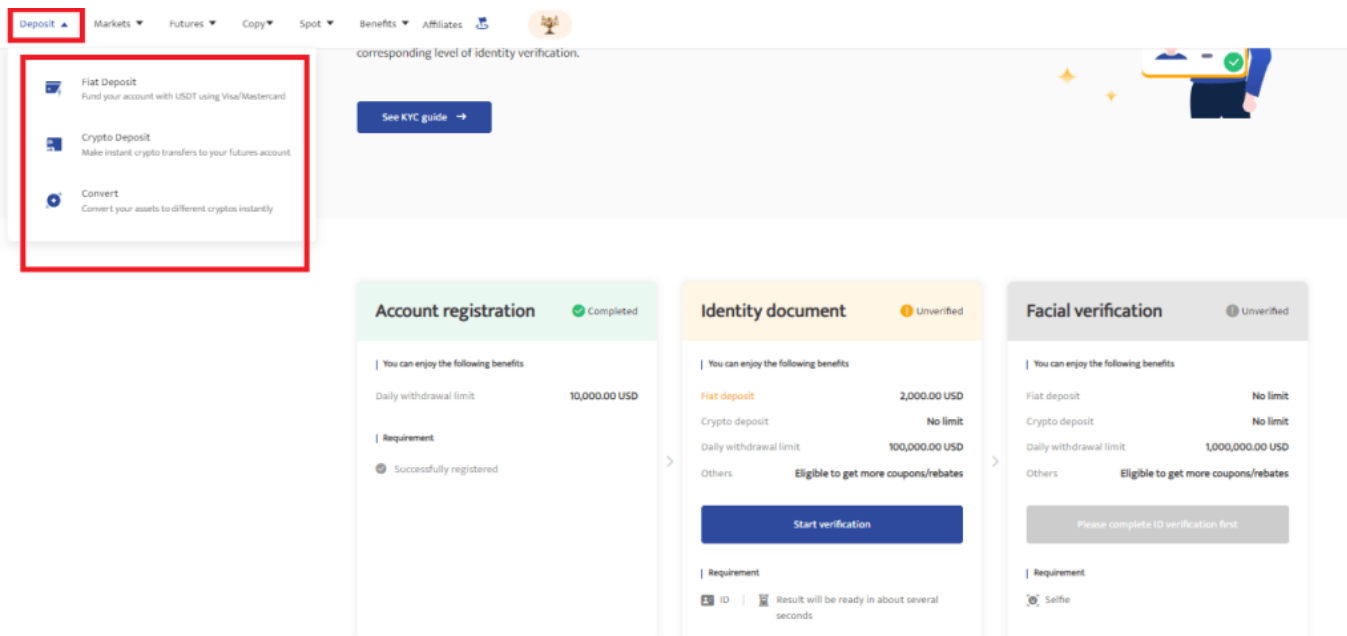 Deposit ▲ Markets ▼ Futures ▼ Copy▼ Spot ▼ Benefits ▼ Affiliates
corresponding level of identity verification.
Fiat Deposit
Fund your account with USDT using Visa/Mastercard
Crypto Deposit
Make instant crypto transfers to your futures account
Convert
Convert your assets to different cryptos instantly
See KYC guide →
Account registration
Completed
You can enjoy the following benefits
Daily withdrawal limit 10,000.00 USD
Requirement
Successfully registered
Identity document
Unverified
You can enjoy the following benefits
Fiat deposit 2,000.00 USD
Crypto deposit No limit
Daily withdrawal limit 100,000.00 USD
Others Eligible to get more coupons/rebates
Start verification
Requirement
ID
Result will be ready in about several
seconds
Facial verification
Unverified
You can enjoy the following benefits
Fiat deposit No limit
Crypto deposit No limit
Daily withdrawal limit 1,000,000.00 USD
Others Eligible to get more coupons/rebates
Please complete ID verification first
Requirement
Selfie